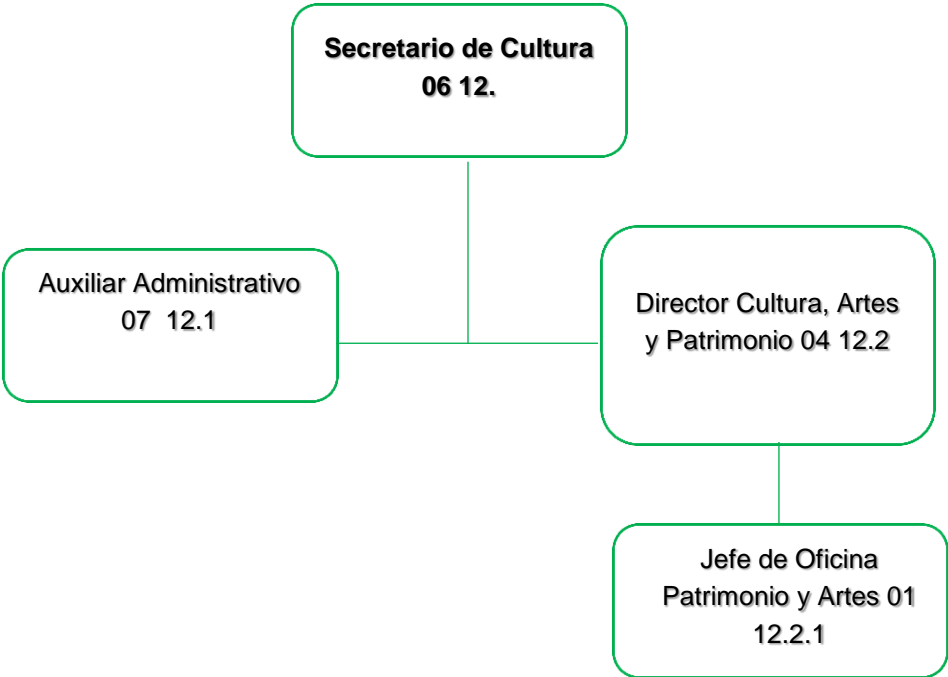 Secretario de Cultura
06 12.
Auxiliar Administrativo
07  12.1
Director Cultura, Artes
y Patrimonio 04 12.2
Jefe de Oficina
Patrimonio y Artes 01
12.2.1